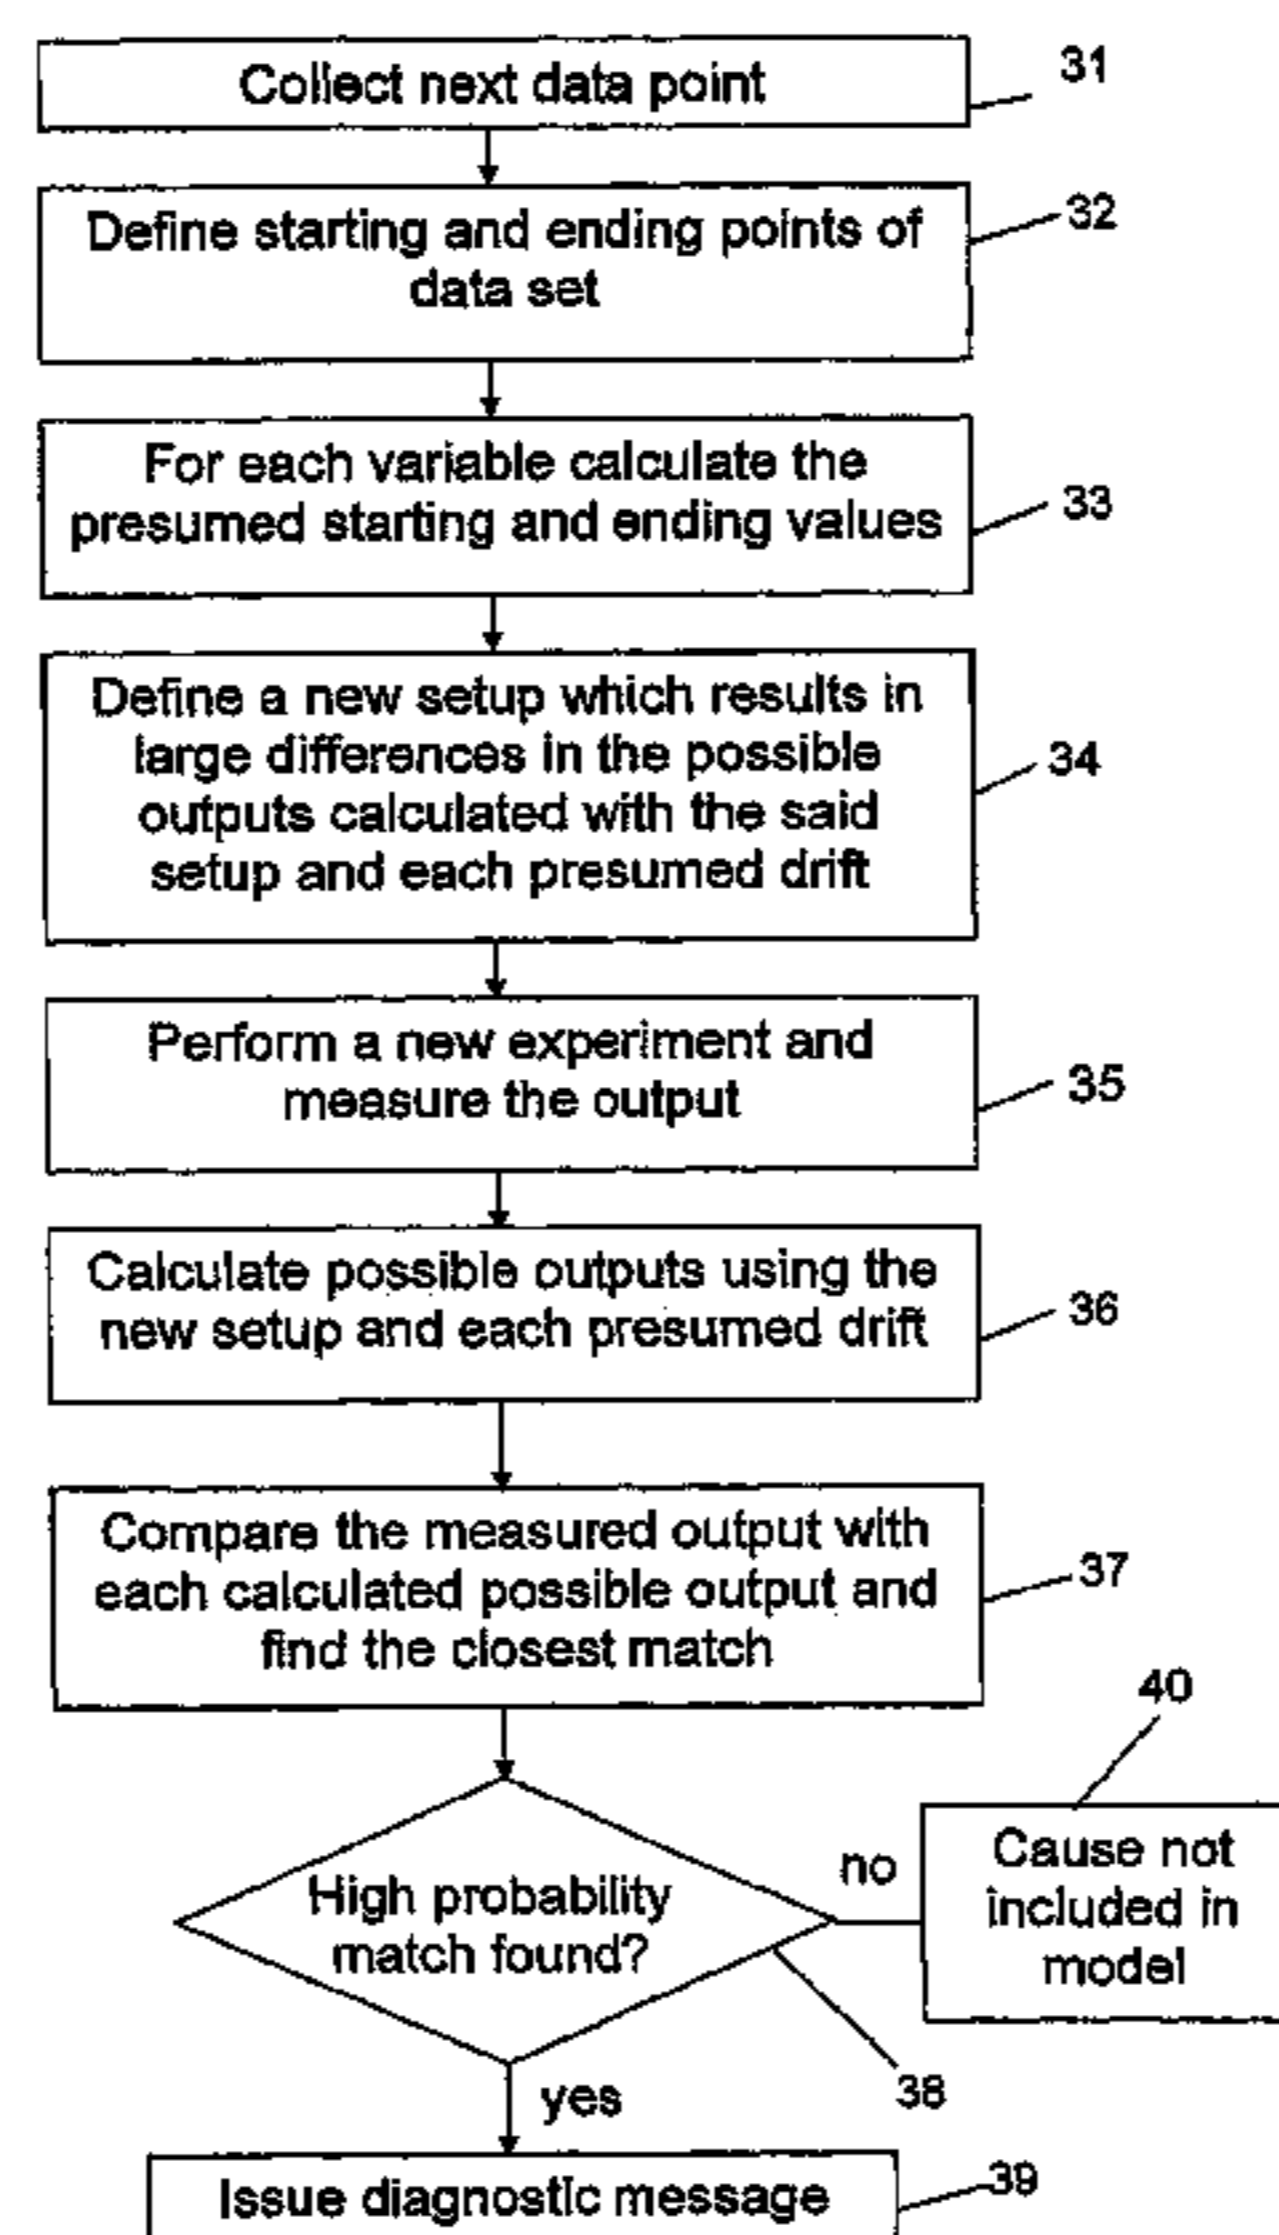 Collect next data point
31
Define starting and ending points of
data set
32
For each variable calculate the
presumed starting and ending values
33
Define a new setup which results in
large differences in the possible
outputs calculated with the said
setup and each presumed drift
34
Perform a new experiment and
measure the output
35
Calculate possible outputs using the
new setup and each presumed drift
36
Compare the measured output with
each calculated possible output and
find the closest match
37
High probability
match found?
38
no
40
Cause not
included in
model
yes
Issue diagnostic message
39